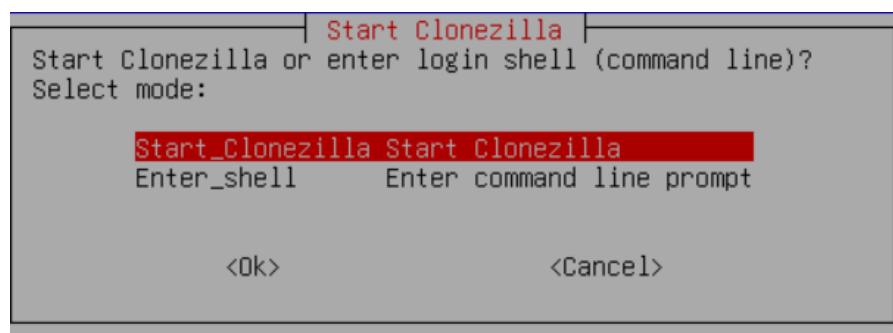 Start Clonezilla
Start Clonezilla or enter login shell (command line)?
Select mode:
Start_Clonezilla Start Clonezilla
Enter_shell Enter command line prompt
<Ok> <Cancel>